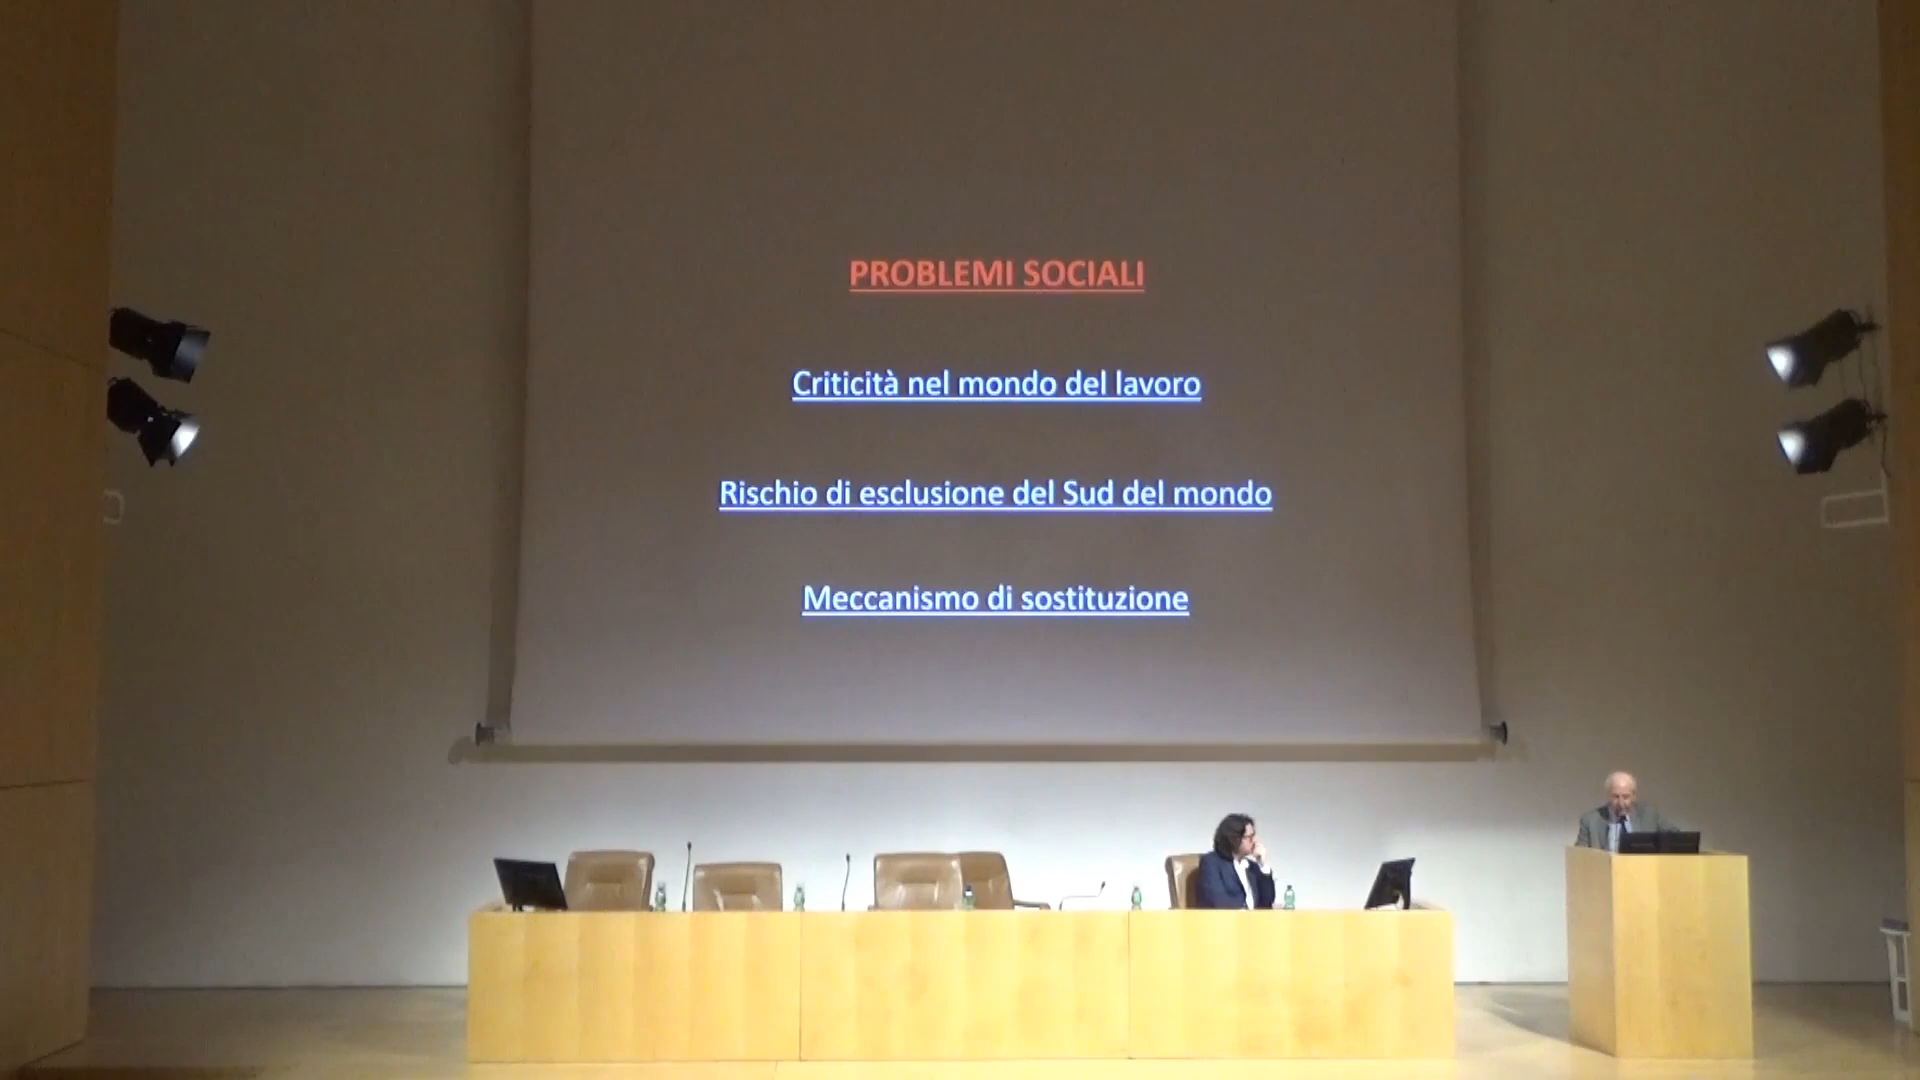 PROBLEMI SOCIALI
Criticità nel mondo del lavoro
Rischio di esclusione del Sud del mondo
Meccanismo di sostituzione